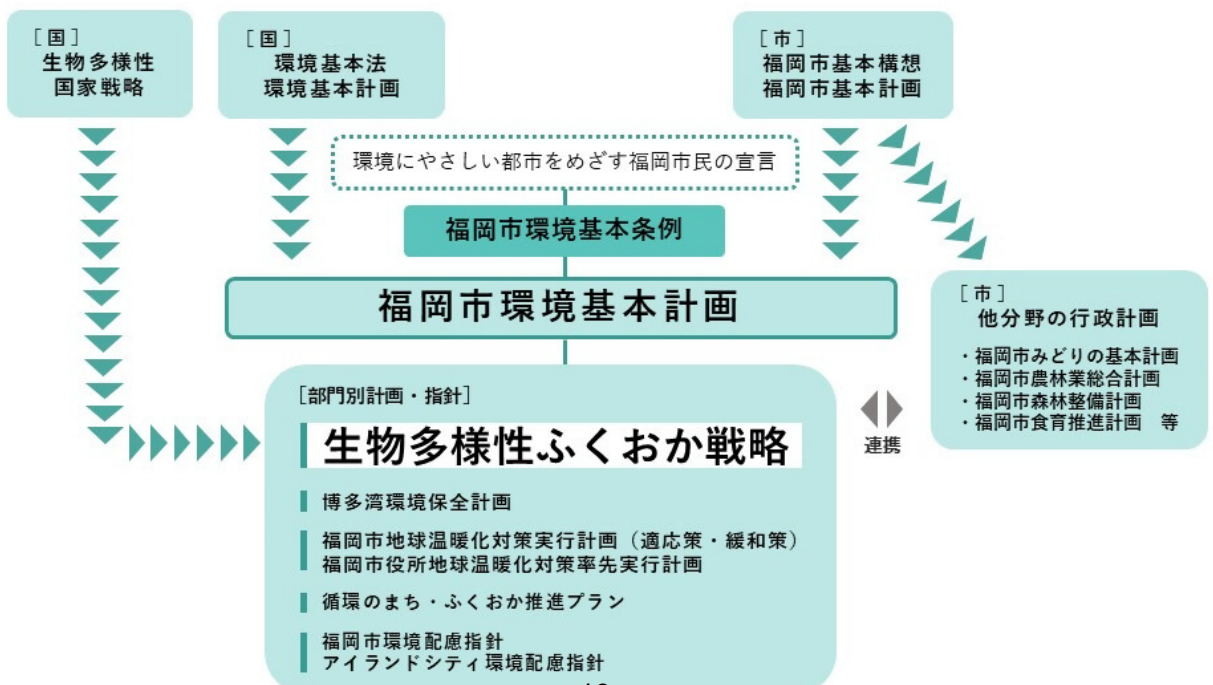 ［国］
生物多様性
国家戦略
［国］
環境基本法
環境基本計画
［市］
福岡市基本構想
福岡市基本計画
環境にやさしい都市をめざす福岡市民の宣言
福岡市環境基本条例
福岡市環境基本計画
［市］
他分野の行政計画
・福岡市みどりの基本計画
・福岡市農林業総合計画
・福岡市森林整備計画
・福岡市食育推進計画　等
連携
［部門別計画・指針］
生物多様性ふくおか戦略
博多湾環境保全計画
福岡市地球温暖化対策実行計画（適応策・緩和策）
福岡市役所地球温暖化対策率先実行計画
循環のまち・ふくおか推進プラン
福岡市環境配慮指針
アイランドシティ環境配慮指針